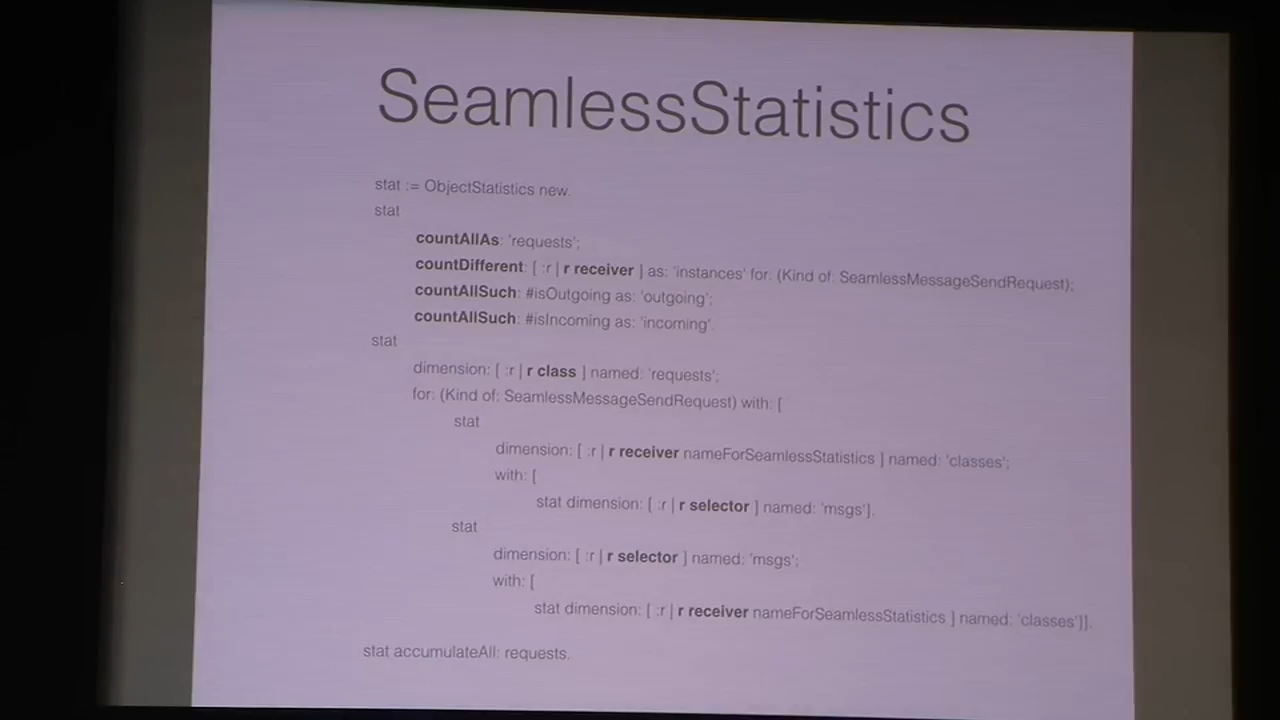 SeamlessStatistics
stat := ObjectStatistics new.
stat
countAllAs: 'requests';
countDifferent: [ :r | r receiver ] as: 'instances' for: (Kind of: SeamlessMessageSendRequest);
countAllSuch: #isOutgoing as: 'outgoing';
countAllSuch: #isIncoming as: 'incoming'.
stat
dimension: [ :r | r class ] named: 'requests';
for: (Kind of: SeamlessMessageSendRequest) with: [
stat
dimension: [ :r | r receiver nameForSeamlessStatistics ] named: 'classes';
with: [
stat dimension: [ :r | r selector ] named: 'msgs'].
stat
dimension: [ :r | r selector ] named: 'msgs';
with: [
stat dimension: [ :r | r receiver nameForSeamlessStatistics ] named: 'classes']].
stat accumulateAll: requests.